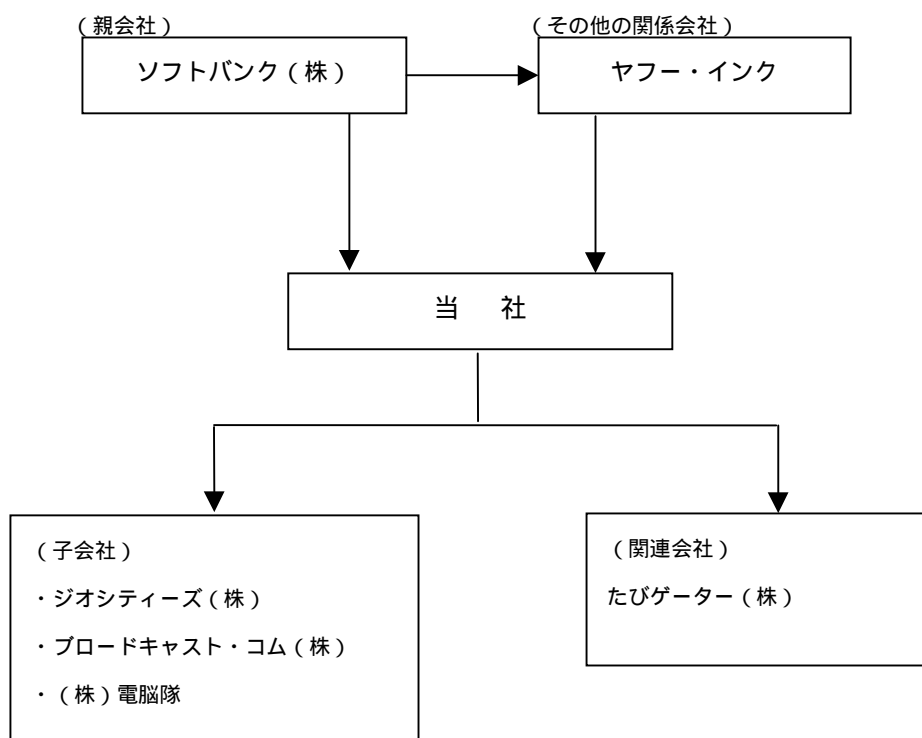 （親会社）
（その他の関係会社）
ソフトバンク（株）
ヤフー・インク
当　社
（子会社）
・ジオシティーズ（株）
・ブロードキャスト・コム（株）
・（株）電脳隊
（関連会社）
たびゲーター（株）